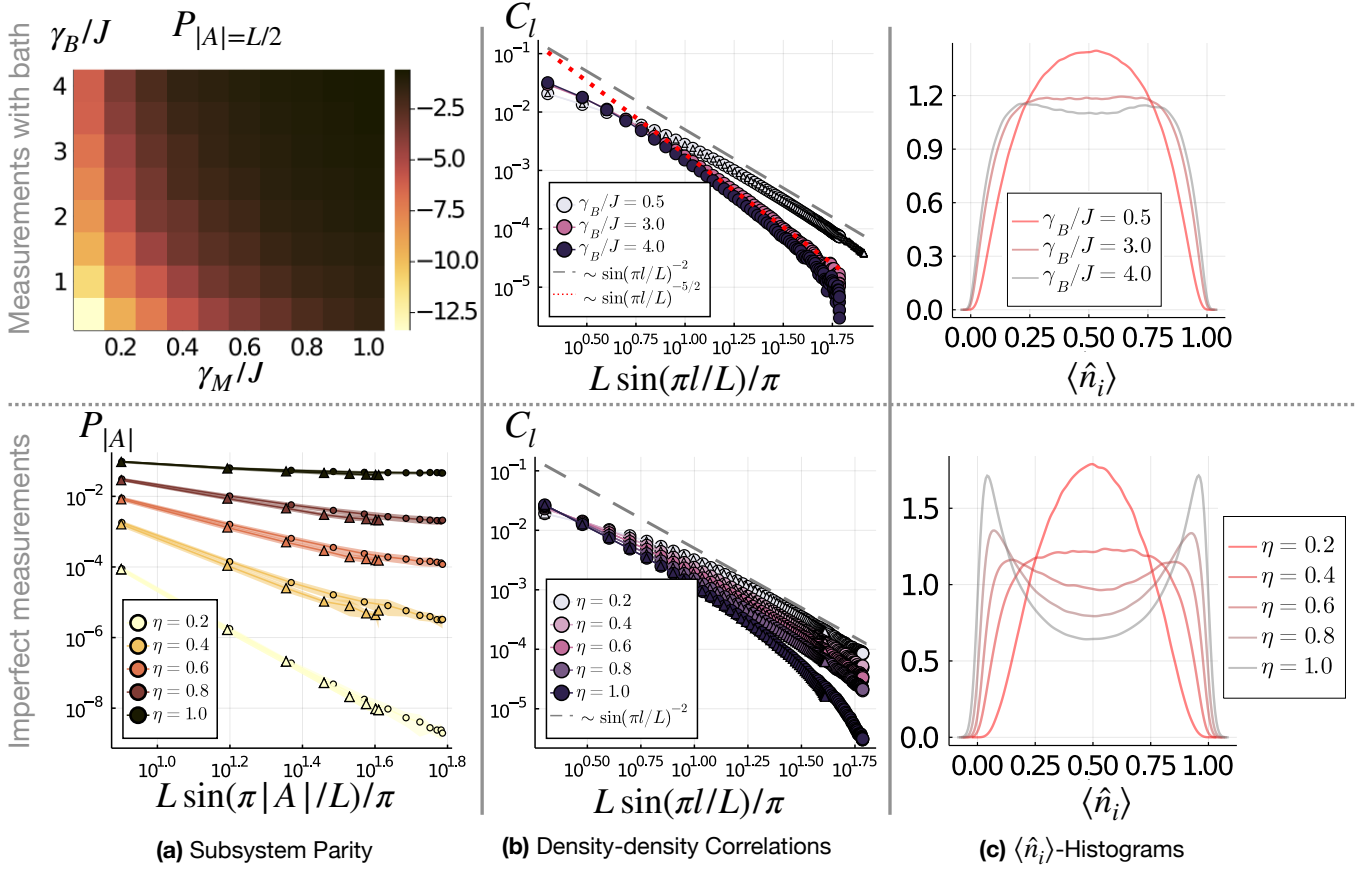 Measurements with bath
γ_B/J
P_{|A|=L/2}
4
3
2
1
0.2 0.4 0.6 0.8 1.0
γ_M/J
−2.5
−5.0
−7.5
−10.0
−12.5
C_l
10^{-1}
10^{-2}
10^{-3}
10^{-4}
10^{-5}
γ_B/J = 0.5
γ_B/J = 3.0
γ_B/J = 4.0
∼ sin(πl/L)^{−2}
∼ sin(πl/L)^{−5/2}
10^{0.50} 10^{0.75} 10^{1.00} 10^{1.25} 10^{1.50} 10^{1.75}
L sin(πl/L)/π
1.2
0.9
0.6
0.3
0.0
γ_B/J = 0.5
γ_B/J = 3.0
γ_B/J = 4.0
0.00 0.25 0.50 0.75 1.00
⟨n̂_i⟩
Imperfect measurements
P_{|A|}
10^{-2}
10^{-4}
10^{-6}
10^{-8}
η = 0.2
η = 0.4
η = 0.6
η = 0.8
η = 1.0
10^{1.0} 10^{1.2} 10^{1.4} 10^{1.6} 10^{1.8}
L sin(π|A|/L)/π
C_l
10^{-1}
10^{-2}
10^{-3}
10^{-4}
10^{-5}
η = 0.2
η = 0.4
η = 0.6
η = 0.8
η = 1.0
∼ sin(πl/L)^{−2}
10^{0.50} 10^{0.75} 10^{1.00} 10^{1.25} 10^{1.50} 10^{1.75}
L sin(πl/L)/π
1.5
1.0
0.5
0.0
0.00 0.25 0.50 0.75 1.00
⟨n̂_i⟩
η = 0.2
η = 0.4
η = 0.6
η = 0.8
η = 1.0
(a) Subsystem Parity
(b) Density-density Correlations
(c) ⟨n̂_i⟩-Histograms